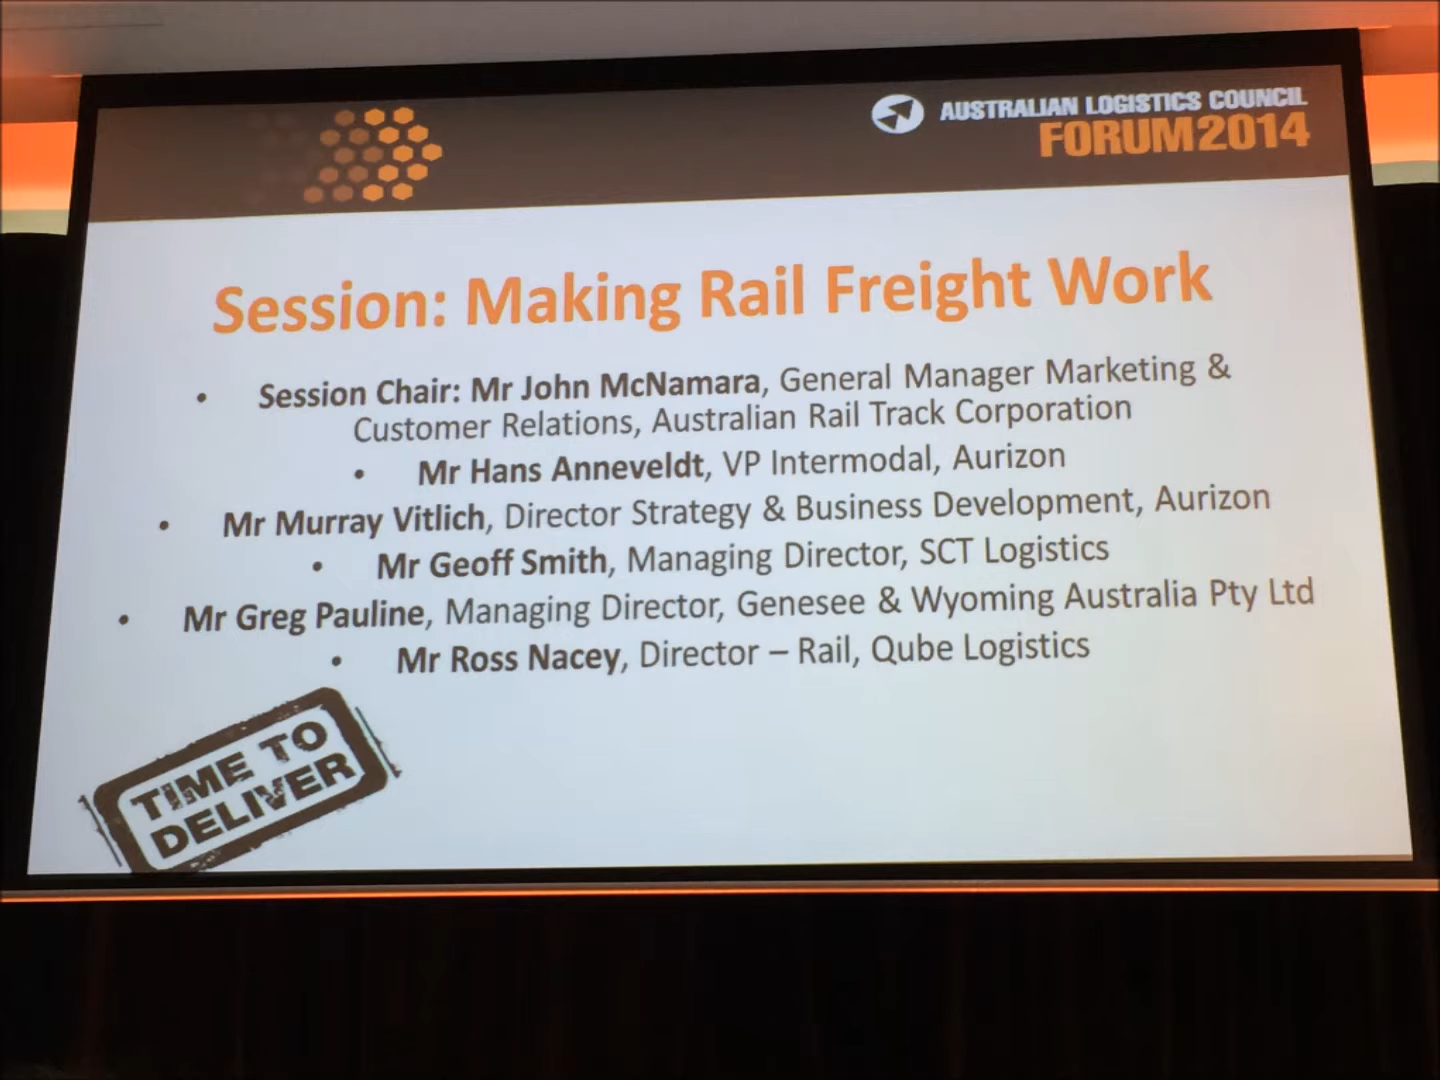 AUSTRALIAN LOGISTICS COUNCIL
FORUM2014
Session: Making Rail Freight Work
• Session Chair: Mr John McNamara, General Manager Marketing &
Customer Relations, Australian Rail Track Corporation
• Mr Hans Anneveldt, VP Intermodal, Aurizon
• Mr Murray Vitlich, Director Strategy & Business Development, Aurizon
• Mr Geoff Smith, Managing Director, SCT Logistics
• Mr Greg Pauline, Managing Director, Genesee & Wyoming Australia Pty Ltd
• Mr Ross Nacey, Director – Rail, Qube Logistics
TIME TO
DELIVER